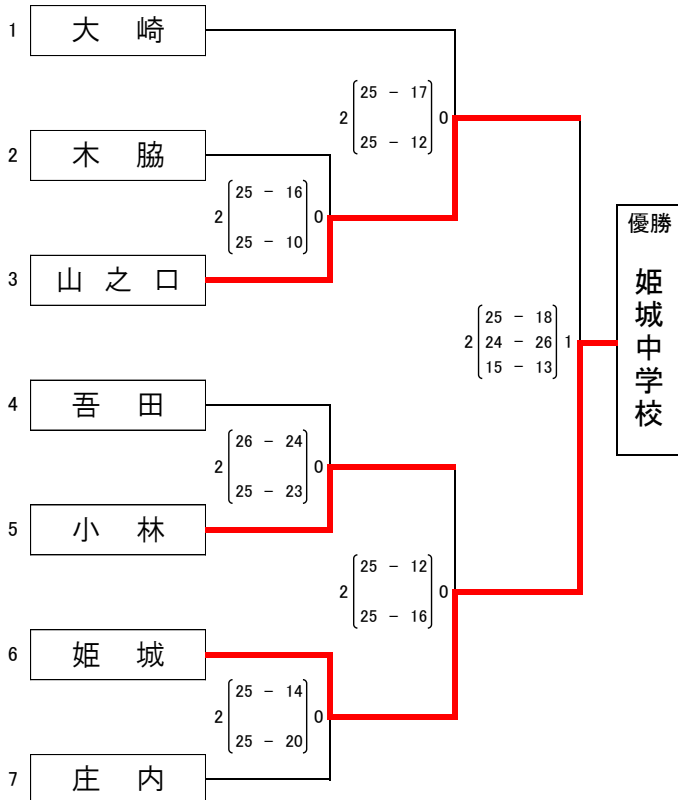 1 大崎
2 [25 - 17] 0
25 - 12
2 木脇
2 [25 - 16] 0
25 - 10
3 山之口
優勝
姫城中学校
2 [25 - 18] 1
24 - 26
15 - 13
4 吾田
2 [26 - 24] 0
25 - 23
5 小林
2 [25 - 12] 0
25 - 16
6 姫城
2 [25 - 14] 0
25 - 20
7 庄内